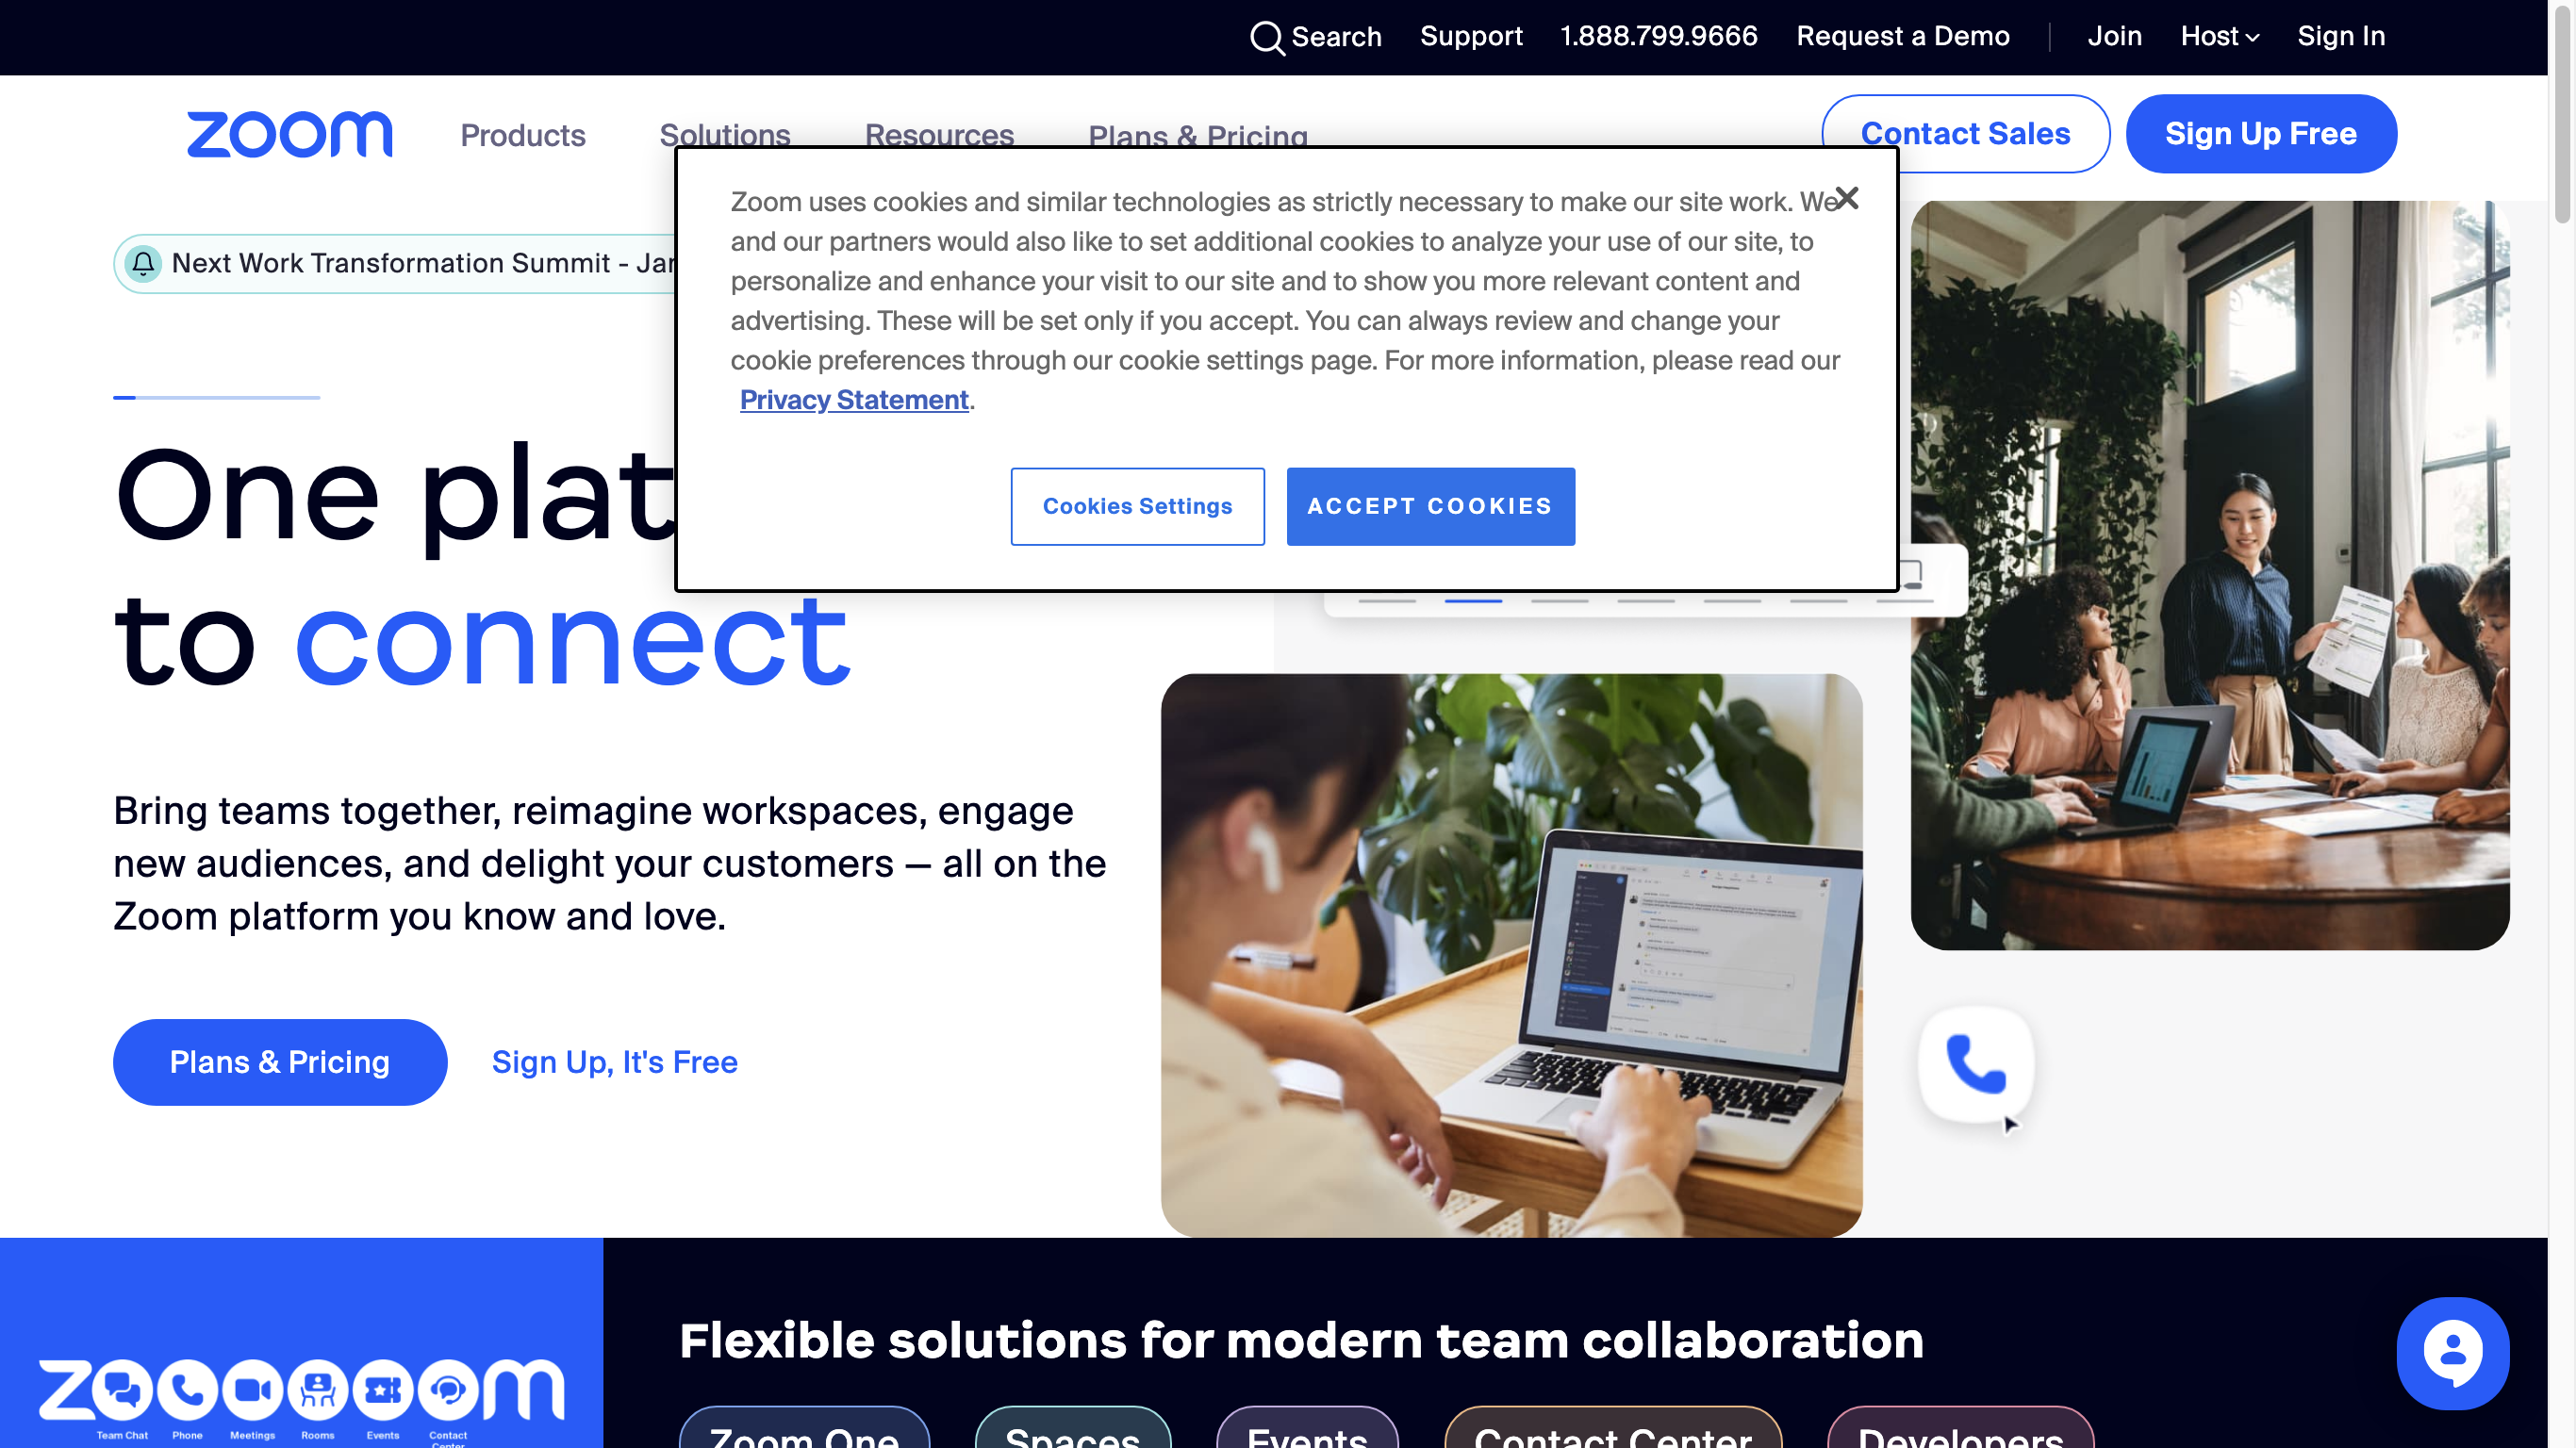 Search
Support
1.888.799.9666
Request a Demo
Join
Host
Sign In
zoom
Products
Solutions
Resources
Plans & Pricing
Contact Sales
Sign Up Free
Next Work Transformation Summit - Jan
Zoom uses cookies and similar technologies as strictly necessary to make our site work. We
and our partners would also like to set additional cookies to analyze your use of our site, to
personalize and enhance your visit to our site and to show you more relevant content and
advertising. These will be set only if you accept. You can always review and change your
cookie preferences through our cookie settings page. For more information, please read our
Privacy Statement.
Cookies Settings
ACCEPT COOKIES
One plat
to connect
Bring teams together, reimagine workspaces, engage
new audiences, and delight your customers — all on the
Zoom platform you know and love.
Plans & Pricing
Sign Up, It's Free
Flexible solutions for modern team collaboration
zoooooom
Team Chat
Phone
Meetings
Rooms
Events
Contact
Center
Zoom One
Spaces
Events
Contact Center
Developers